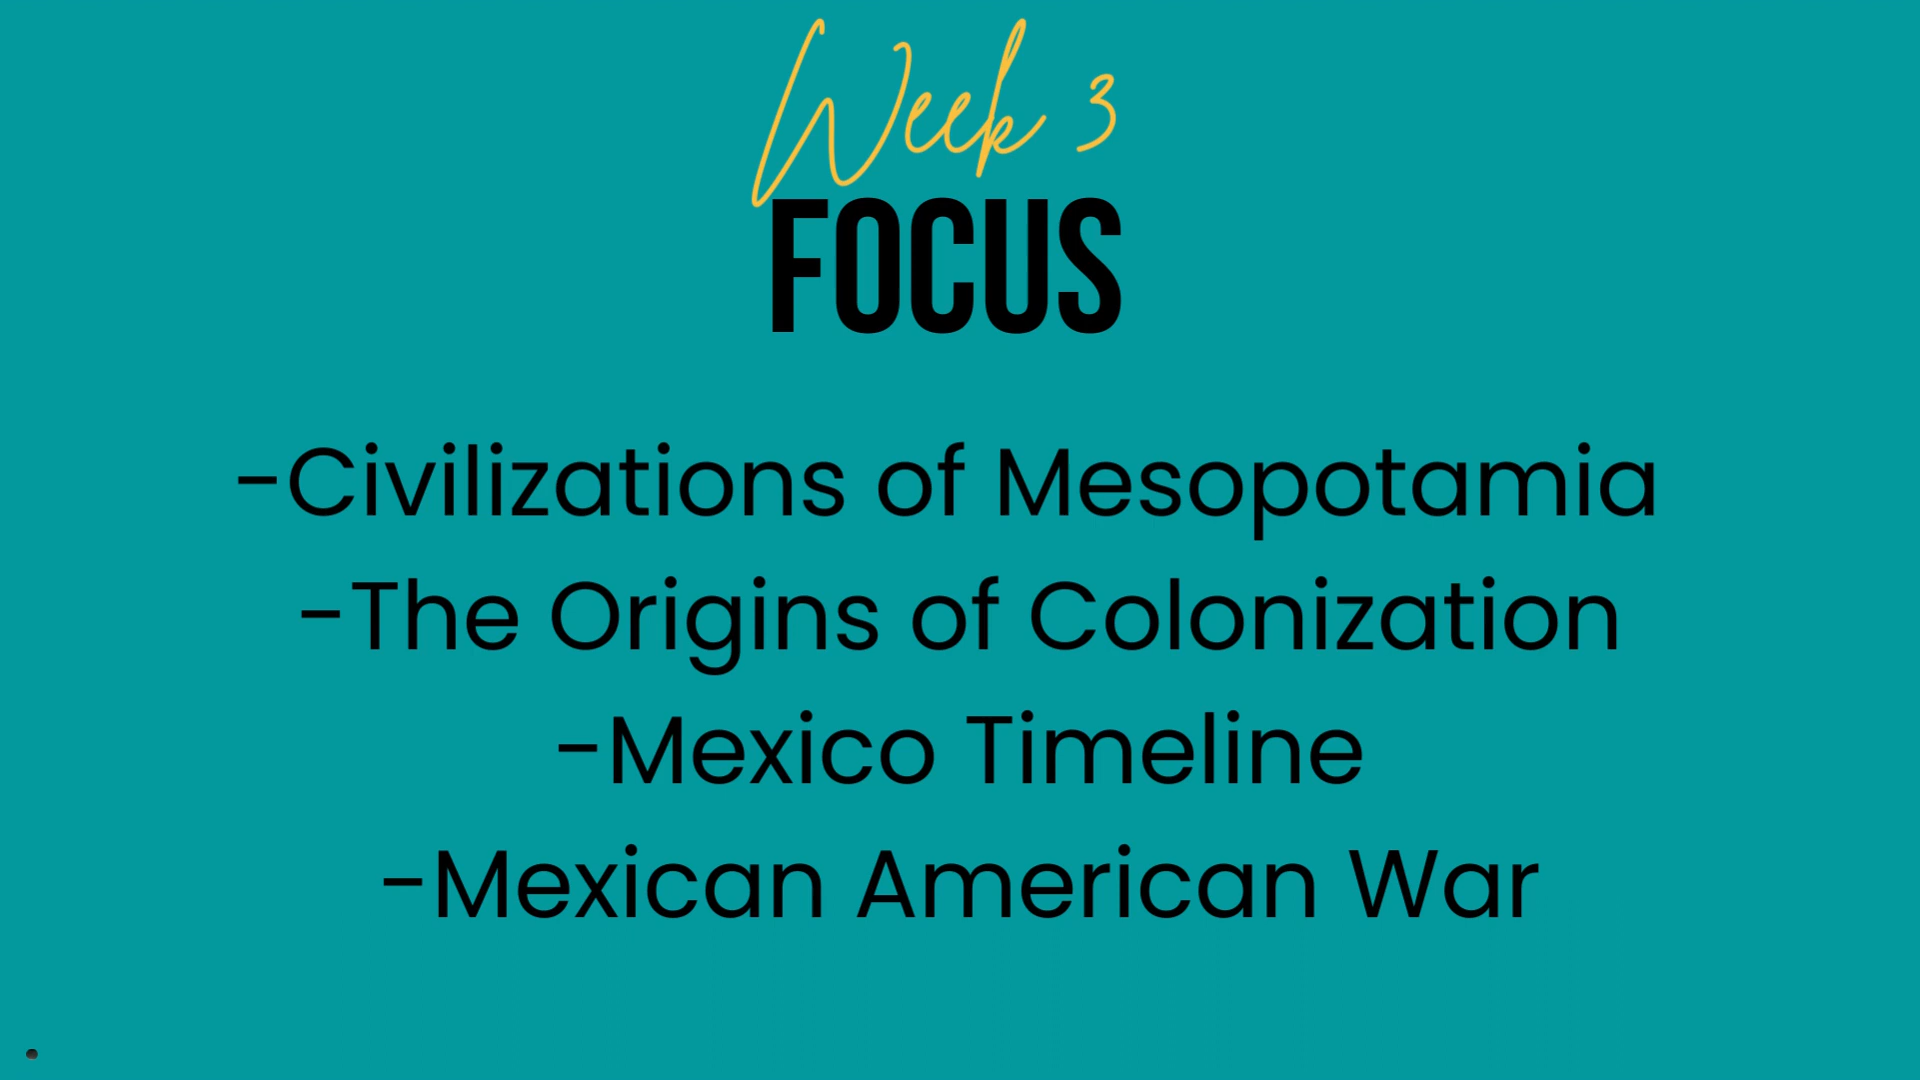 Week 3
FOCUS
-Civilizations of Mesopotamia
-The Origins of Colonization
-Mexico Timeline
-Mexican American War